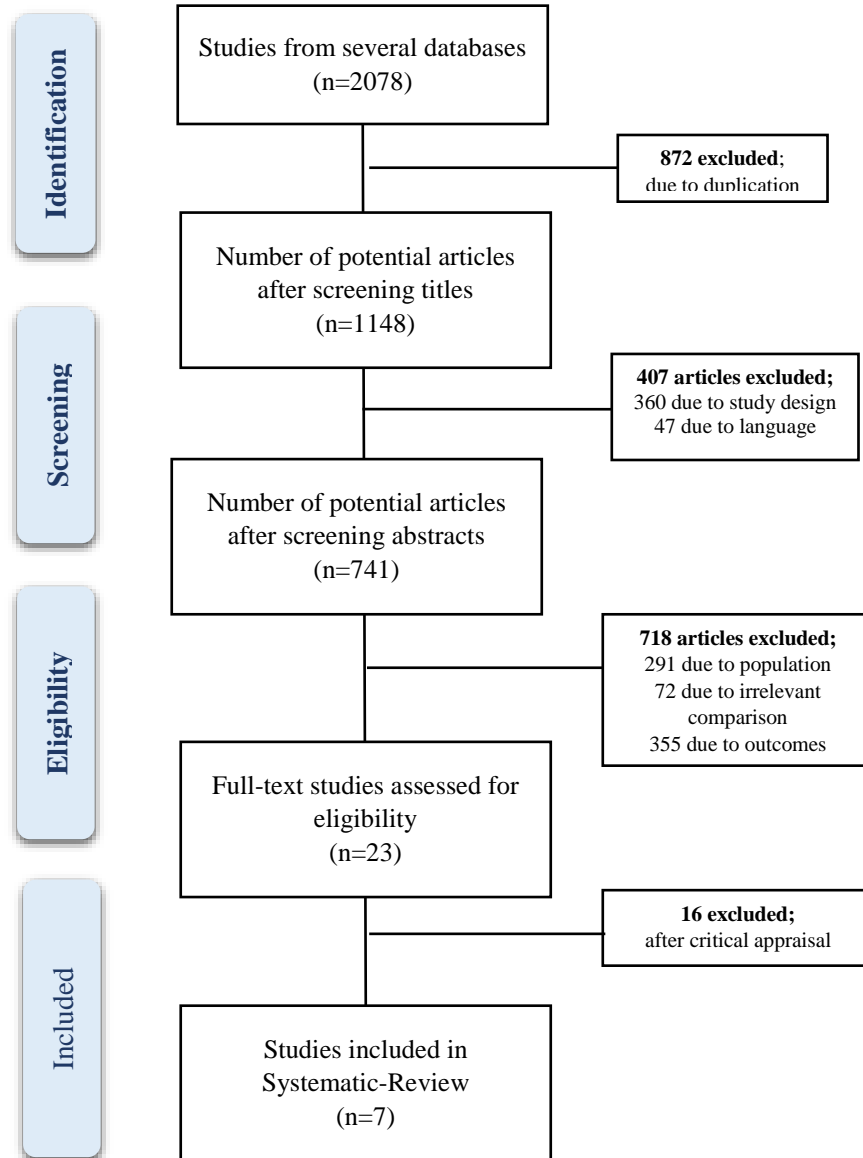 Identification
Studies from several databases
(n=2078)
872 excluded;
due to duplication
Number of potential articles
after screening titles
(n=1148)
Screening
407 articles excluded;
360 due to study design
47 due to language
Number of potential articles
after screening abstracts
(n=741)
Eligibility
718 articles excluded;
291 due to population
72 due to irrelevant
comparison
355 due to outcomes
Full-text studies assessed for
eligibility
(n=23)
Included
16 excluded;
after critical appraisal
Studies included in
Systematic-Review
(n=7)